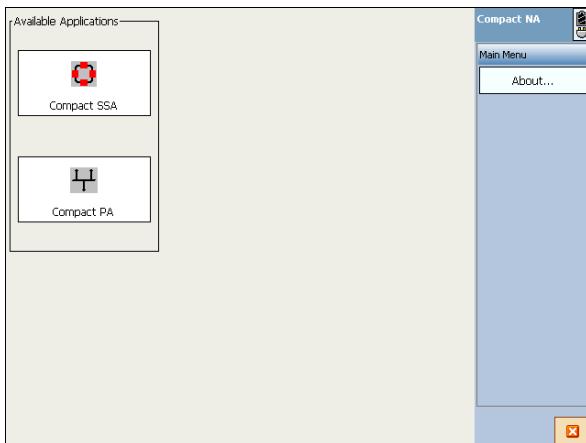 Available Applications
Compact SSA
Compact PA
Compact NA
Main Menu
About...